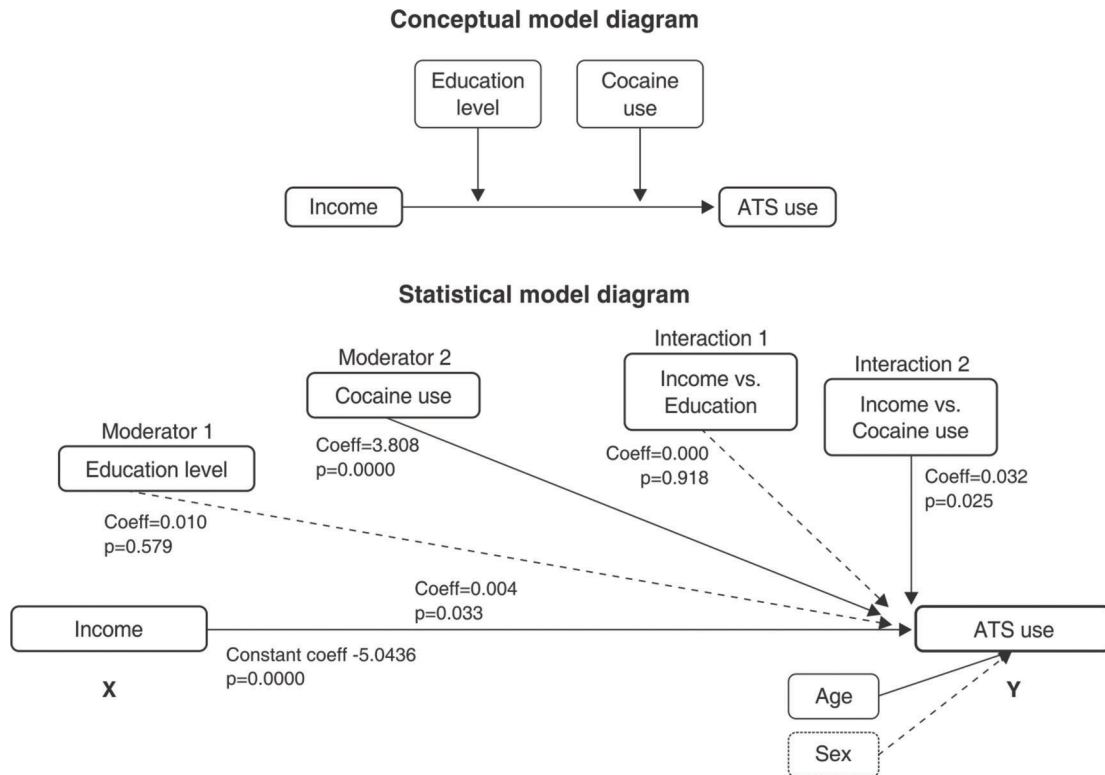 Conceptual model diagram
Education
level
Cocaine
use
Income
ATS use
Statistical model diagram
Moderator 1
Education level
Coeff=0.010
p=0.579
Moderator 2
Cocaine use
Coeff=3.808
p=0.0000
Interaction 1
Income vs.
Education
Coeff=0.000
p=0.918
Interaction 2
Income vs.
Cocaine use
Coeff=0.032
p=0.025
Income
X
Coeff=0.004
p=0.033
Constant coeff -5.0436
p=0.0000
ATS use
Y
Age
Sex